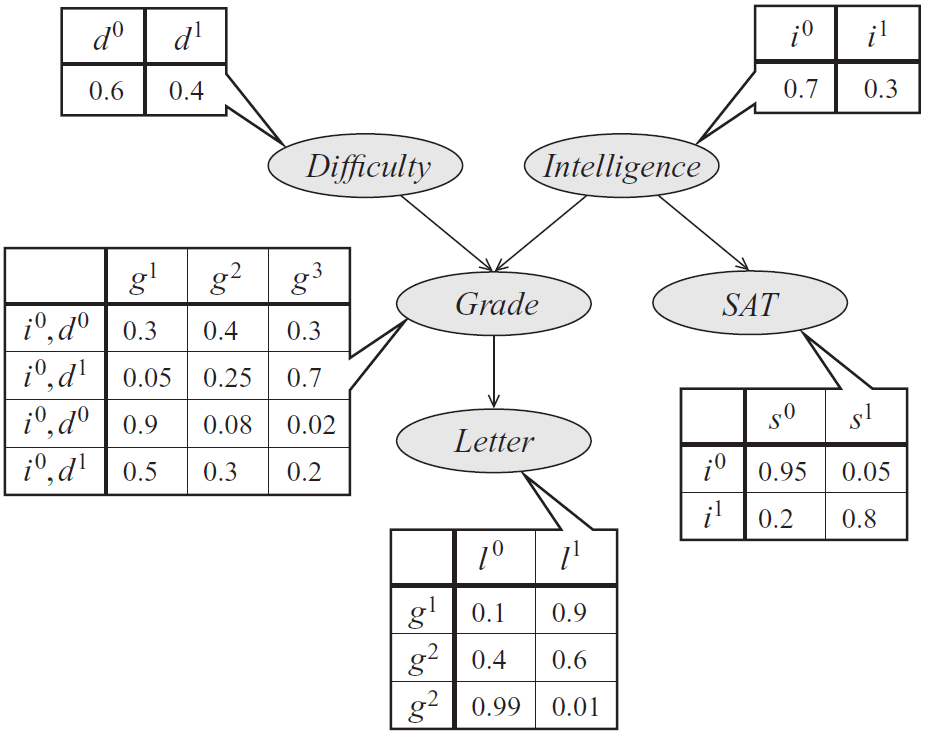 d⁰ d¹
0.6 0.4
i⁰ i¹
0.7 0.3
Difficulty
Intelligence
g¹ g² g³
i⁰,d⁰ 0.3 0.4 0.3
i⁰,d¹ 0.05 0.25 0.7
i⁰,d⁰ 0.9 0.08 0.02
i⁰,d¹ 0.5 0.3 0.2
Grade
SAT
s⁰ s¹
i⁰ 0.95 0.05
i¹ 0.2 0.8
Letter
l⁰ l¹
g¹ 0.1 0.9
g² 0.4 0.6
g² 0.99 0.01